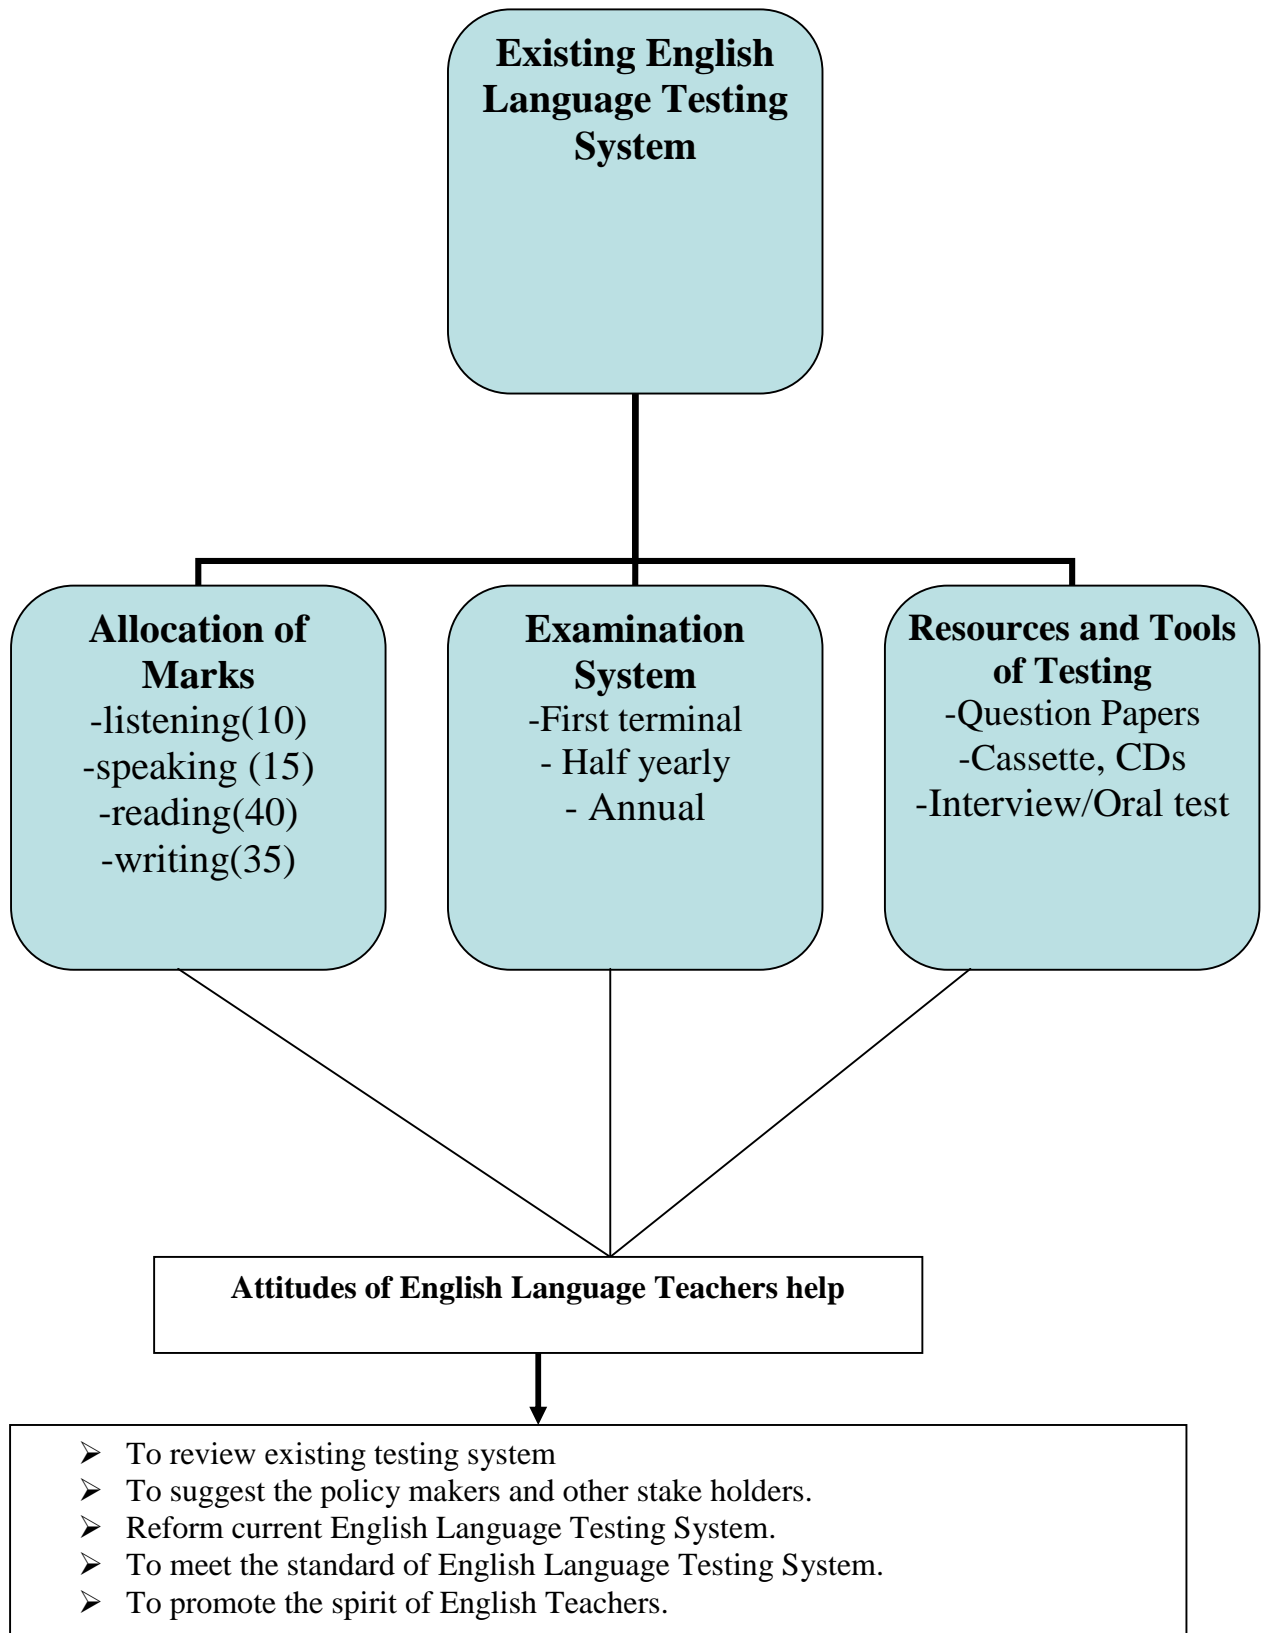 Existing English
Language Testing
System
Allocation of
Marks
-listening(10)
-speaking (15)
-reading(40)
-writing(35)
Examination
System
-First terminal
- Half yearly
- Annual
Resources and Tools
of Testing
-Question Papers
-Cassette, CDs
-Interview/Oral test
Attitudes of English Language Teachers help
➢ To review existing testing system
➢ To suggest the policy makers and other stake holders.
➢ Reform current English Language Testing System.
➢ To meet the standard of English Language Testing System.
➢ To promote the spirit of English Teachers.